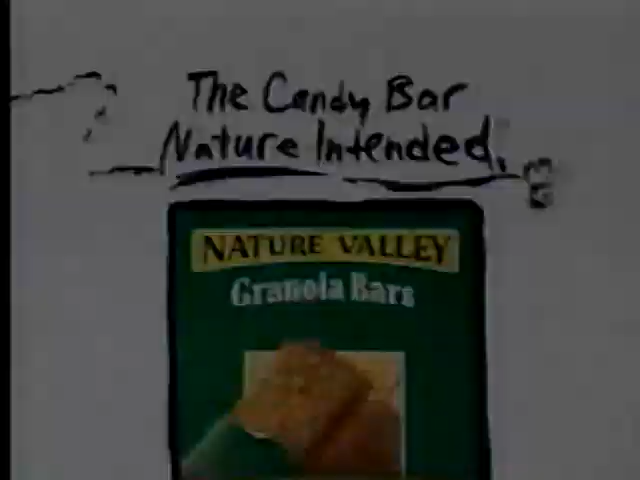 The Candy Bar
Nature Intended.
NATURE VALLEY
Granola Bars